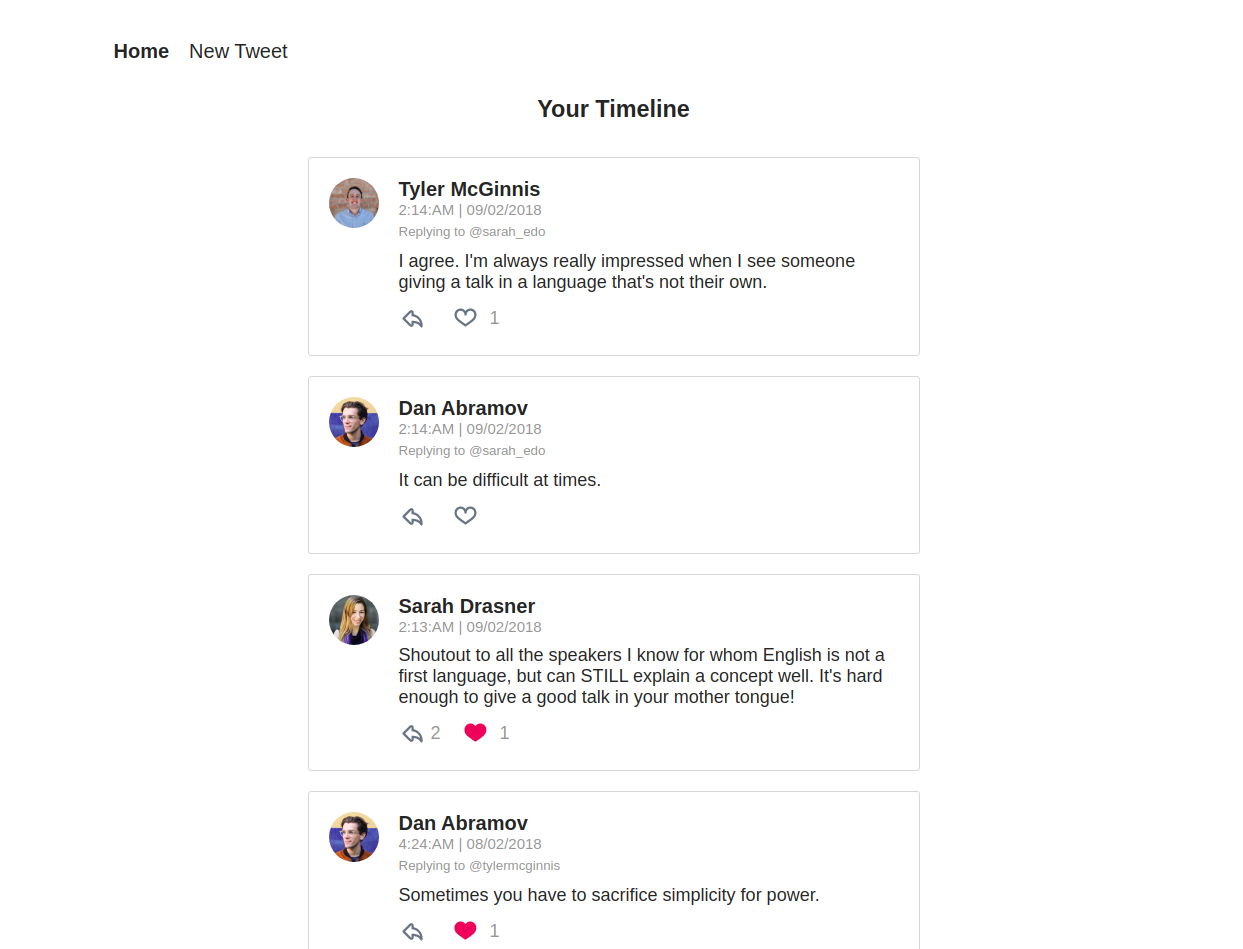 Home New Tweet
Your Timeline
Tyler McGinnis
2:14:AM | 09/02/2018
Replying to @sarah_edo
I agree. I'm always really impressed when I see someone
giving a talk in a language that's not their own.
1
Dan Abramov
2:14:AM | 09/02/2018
Replying to @sarah_edo
It can be difficult at times.
Sarah Drasner
2:13:AM | 09/02/2018
Shoutout to all the speakers I know for whom English is not a
first language, but can STILL explain a concept well. It's hard
enough to give a good talk in your mother tongue!
2 1
Dan Abramov
4:24:AM | 08/02/2018
Replying to @tylermcginnis
Sometimes you have to sacrifice simplicity for power.
1